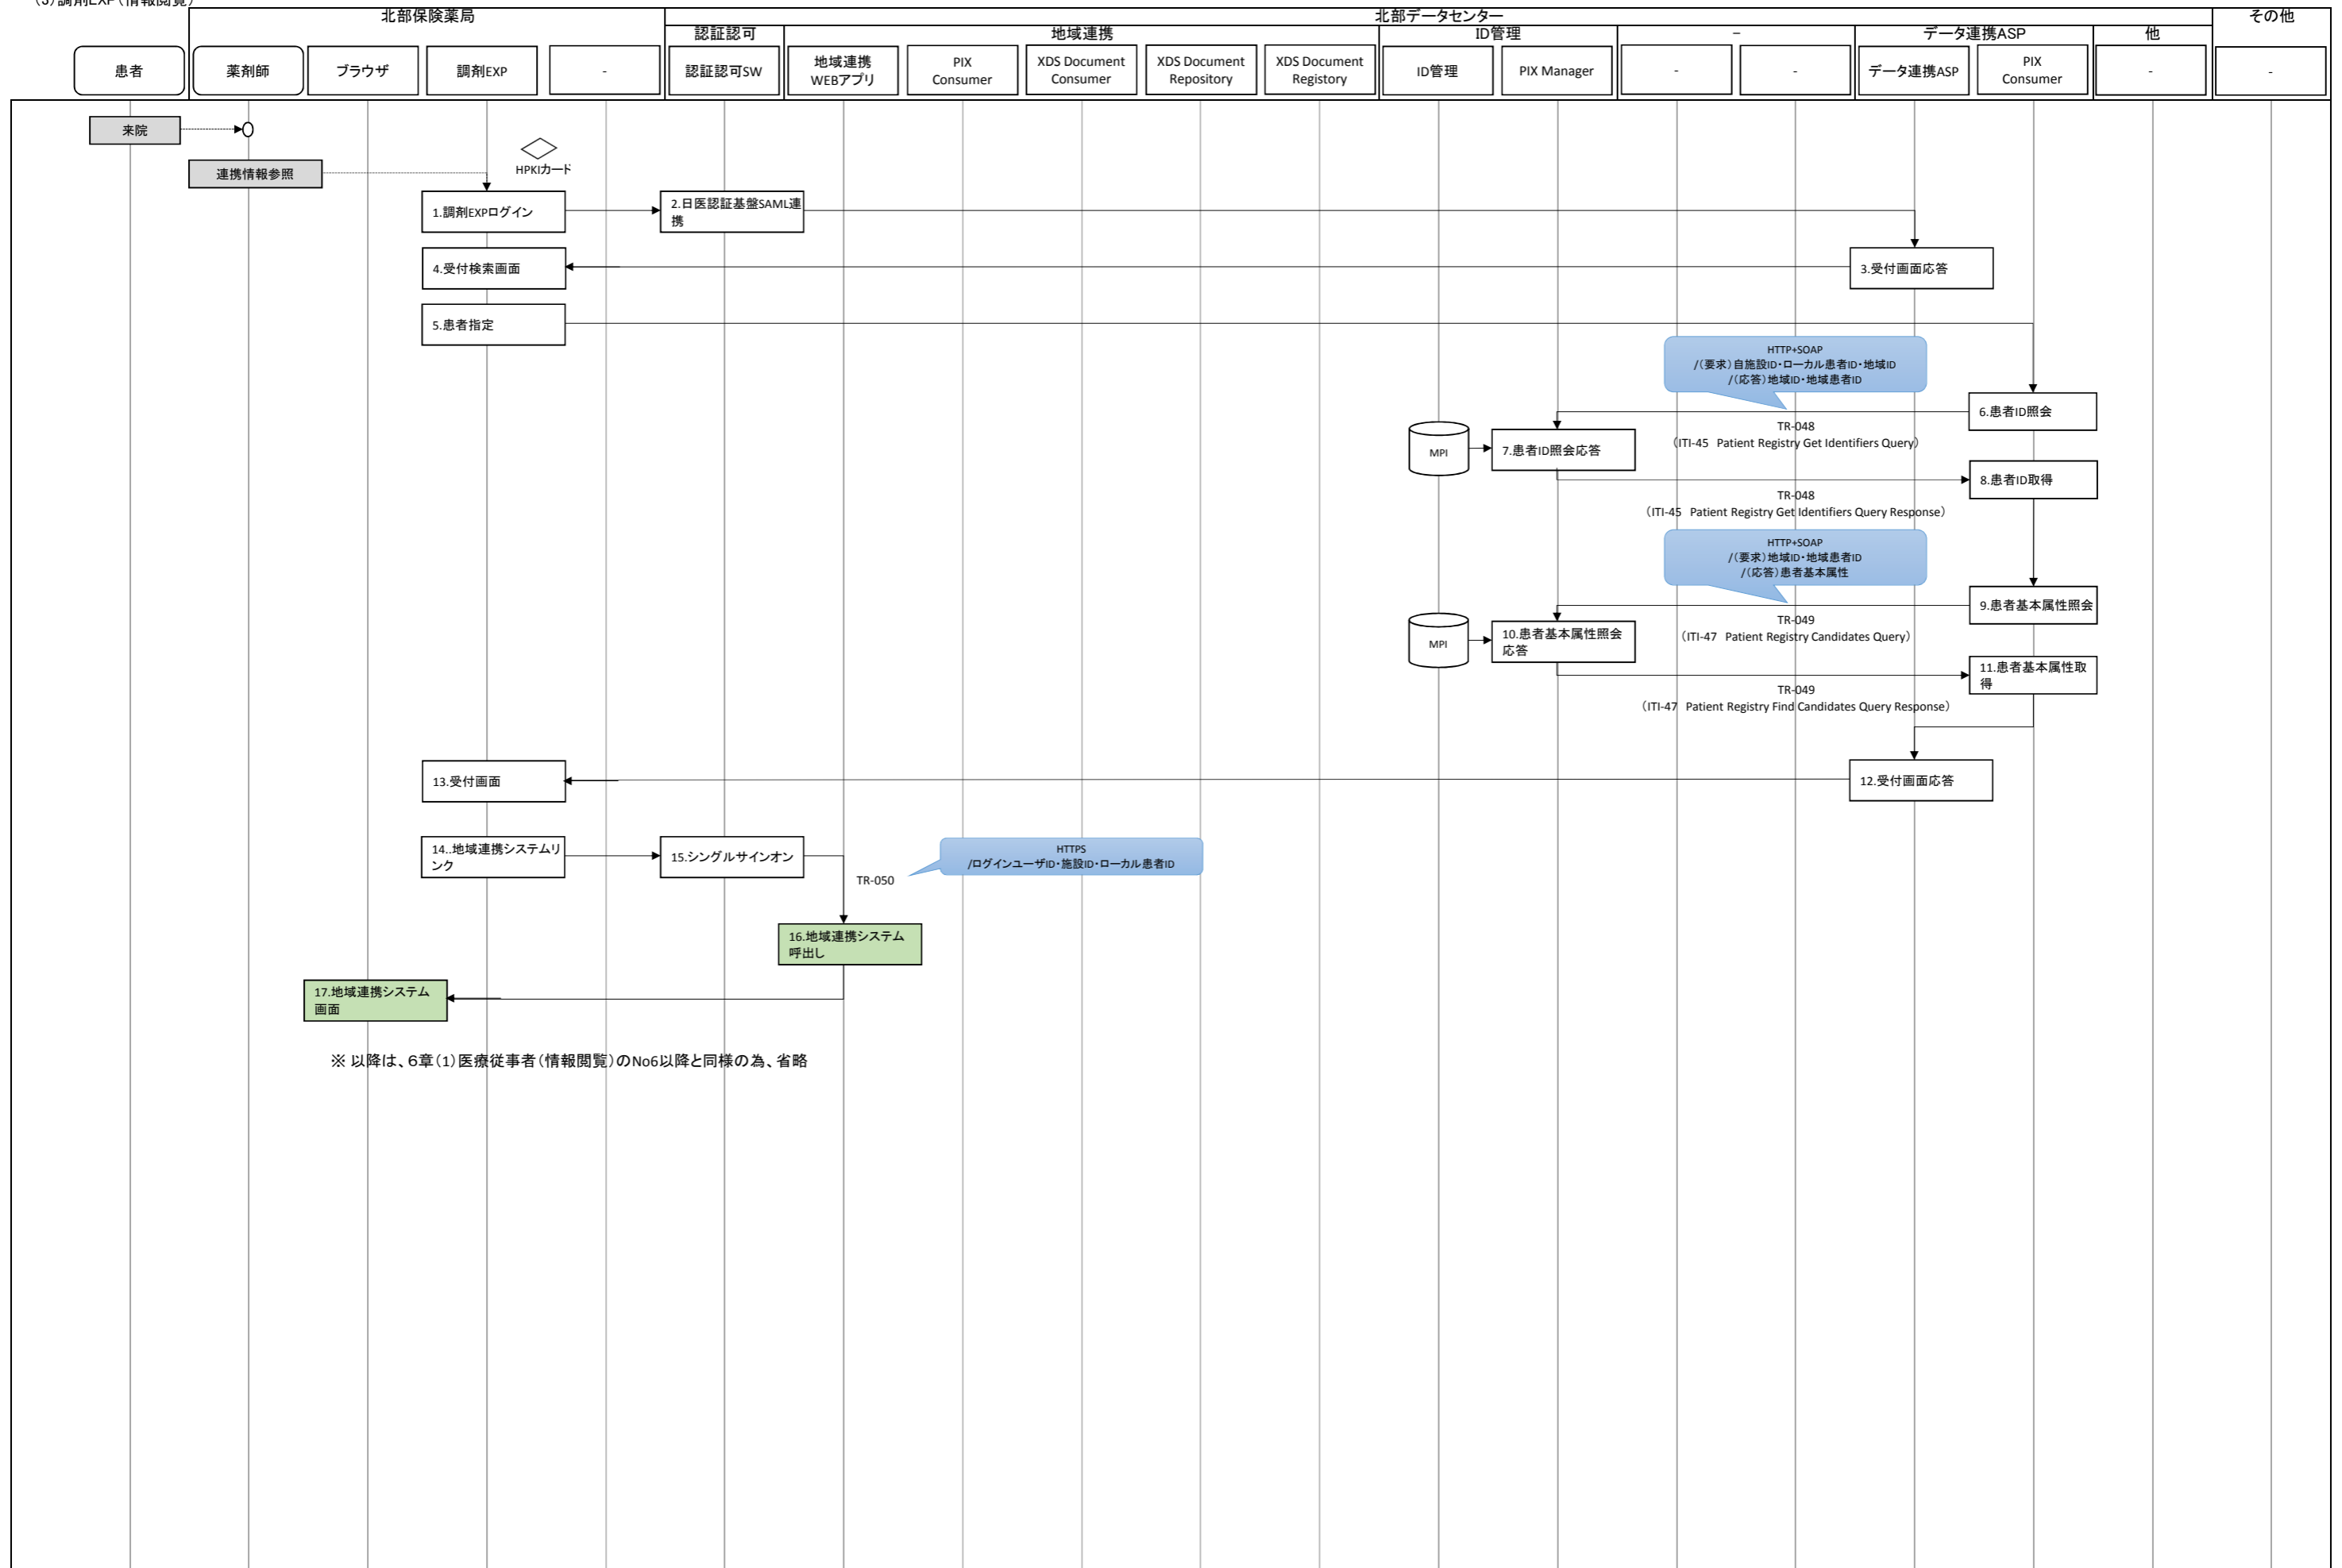 (3)調剤EXP(情報閲覧)
北部保険薬局
北部データセンター
その他
認証認可
地域連携
ID管理
–
データ連携ASP
他
患者
薬剤師
ブラウザ
調剤EXP
-
認証認可SW
地域連携
WEBアプリ
PIX
Consumer
XDS Document
Consumer
XDS Document
Repository
XDS Document
Registory
ID管理
PIX Manager
-
-
データ連携ASP
PIX
Consumer
-
-
来院
HPKIカード
連携情報参照
1.調剤EXPログイン
2.日医認証基盤SAML連
携
4.受付検索画面
3.受付画面応答
5.患者指定
HTTP+SOAP
/(要求)自施設ID・ローカル患者ID・地域ID
/(応答)地域ID・地域患者ID
6.患者ID照会
TR-048
(ITI-45 Patient Registry Get Identifiers Query)
MPI
7.患者ID照会応答
8.患者ID取得
TR-048
(ITI-45 Patient Registry Get Identifiers Query Response)
HTTP+SOAP
/(要求)地域ID・地域患者ID
/(応答)患者基本属性
9.患者基本属性照会
TR-049
(ITI-47 Patient Registry Candidates Query)
MPI
10.患者基本属性照会
応答
11.患者基本属性取
得
TR-049
(ITI-47 Patient Registry Find Candidates Query Response)
13.受付画面
12.受付画面応答
14..地域連携システムリ
ンク
15.シングルサインオン
HTTPS
/ログインユーザID・施設ID・ローカル患者ID
TR-050
16.地域連携システム
呼出し
17.地域連携システム
画面
※ 以降は、6章(1)医療従事者(情報閲覧)のNo6以降と同様の為、省略